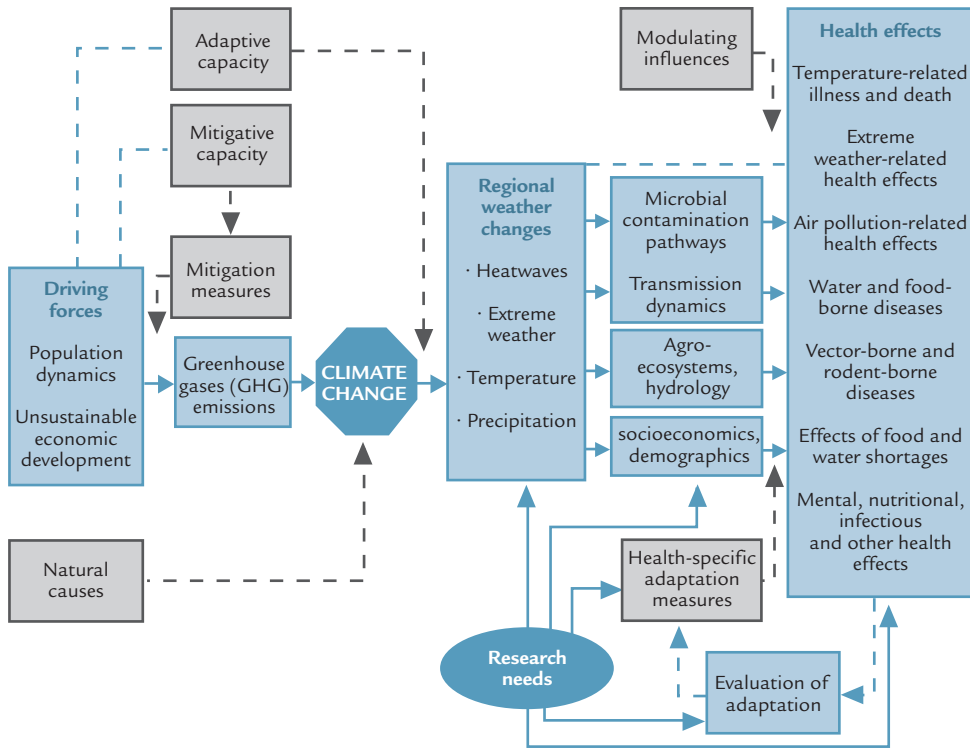 Adaptive
capacity
Mitigative
capacity
Mitigation
measures
Driving
forces
Population
dynamics
Unsustainable
economic
development
Greenhouse
gases (GHG)
emissions
CLIMATE
CHANGE
Natural
causes
Regional
weather
changes
· Heatwaves
· Extreme
weather
· Temperature
· Precipitation
Modulating
influences
Microbial
contamination
pathways
Transmission
dynamics
Agro-
ecosystems,
hydrology
socioeconomics,
demographics
Health effects
Temperature-related
illness and death
Extreme
weather-related
health effects
Air pollution-related
health effects
Water and food-
borne diseases
Vector-borne and
rodent-borne
diseases
Effects of food and
water shortages
Mental, nutritional,
infectious
and other health
effects
Health-specific
adaptation
measures
Research
needs
Evaluation of
adaptation